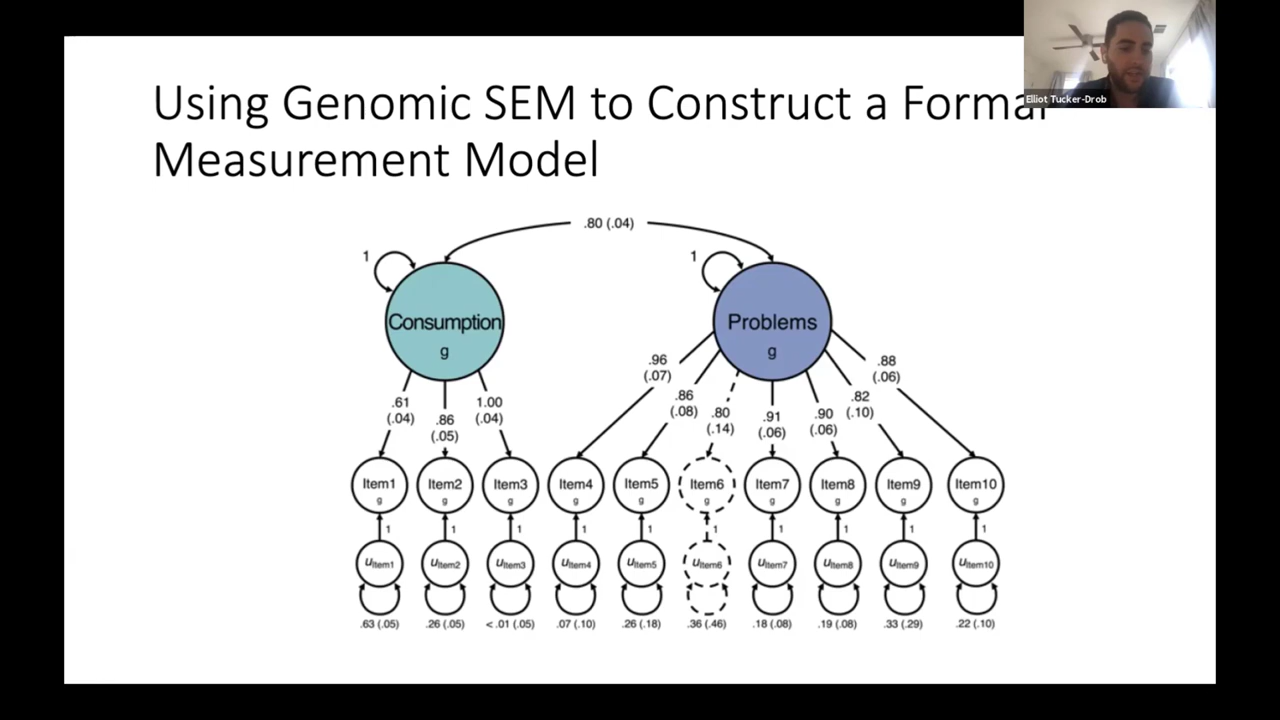 Elliot Tucker-Drob
Using Genomic SEM to Construct a Formal
Measurement Model
.80 (.04)
1
1
Consumption
g
Problems
g
.61
(.04)
.86
(.05)
1.00
(.04)
.96
(.07)
.86
(.08)
.80
(.14)
.91
(.06)
.90
(.06)
.82
(.10)
.88
(.06)
Item1
g
Item2
g
Item3
g
Item4
g
Item5
g
Item6
g
Item7
g
Item8
g
Item9
g
Item10
g
1 1 1 1 1 1 1 1 1 1
uItem1 uItem2 uItem3 uItem4 uItem5 uItem6 uItem7 uItem8 uItem9 uItem10
.63 (.05) .26 (.05) < .01 (.05) .07 (.10) .26 (.18) .36 (.46) .18 (.08) .19 (.08) .33 (.29) .22 (.10)